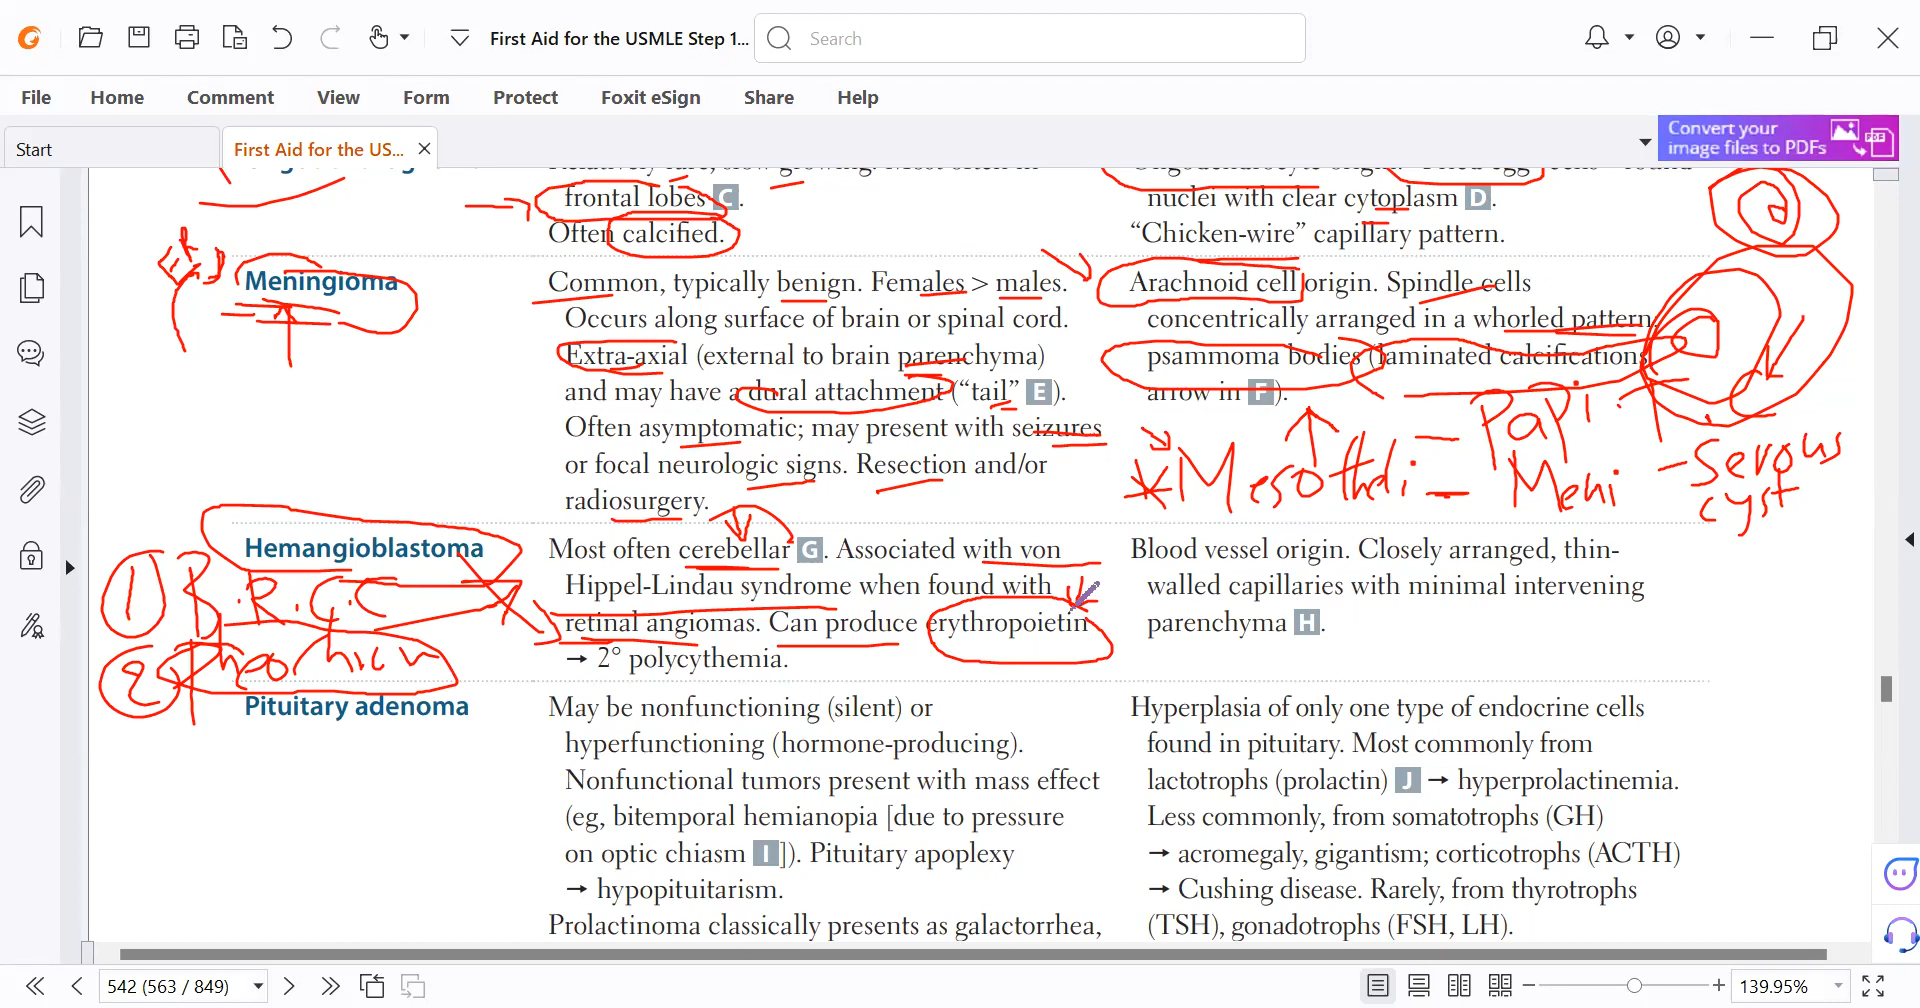 First Aid for the USMLE Step 1...
Search
File Home Comment View Form Protect Foxit eSign Share Help
Start
First Aid for the US...
Convert your
image files to PDFs
frontal lobes C.
Often calcified.
nuclei with clear cytoplasm D.
“Chicken-wire” capillary pattern.
Meningioma
Common, typically benign. Females > males.
Occurs along surface of brain or spinal cord.
Extra-axial (external to brain parenchyma)
and may have a dural attachment (“tail” E).
Often asymptomatic; may present with seizures
or focal neurologic signs. Resection and/or
radiosurgery.
Arachnoid cell origin. Spindle cells
concentrically arranged in a whorled pattern;
psammoma bodies (laminated calcifications,
arrow in F).
Papi
Mesothdi – Meni – Serous
cyst
Hemangioblastoma
① R.R.C.C
② Pheo
Most often cerebellar G. Associated with von
Hippel-Lindau syndrome when found with
retinal angiomas. Can produce erythropoietin
→ 2° polycythemia.
Blood vessel origin. Closely arranged, thin-
walled capillaries with minimal intervening
parenchyma H.
Pituitary adenoma
May be nonfunctioning (silent) or
hyperfunctioning (hormone-producing).
Nonfunctional tumors present with mass effect
(eg, bitemporal hemianopia [due to pressure
on optic chiasm I]). Pituitary apoplexy
→ hypopituitarism.
Prolactinoma classically presents as galactorrhea,
Hyperplasia of only one type of endocrine cells
found in pituitary. Most commonly from
lactotrophs (prolactin) J → hyperprolactinemia.
Less commonly, from somatotrophs (GH)
→ acromegaly, gigantism; corticotrophs (ACTH)
→ Cushing disease. Rarely, from thyrotrophs
(TSH), gonadotrophs (FSH, LH).
542 (563 / 849)
139.95%